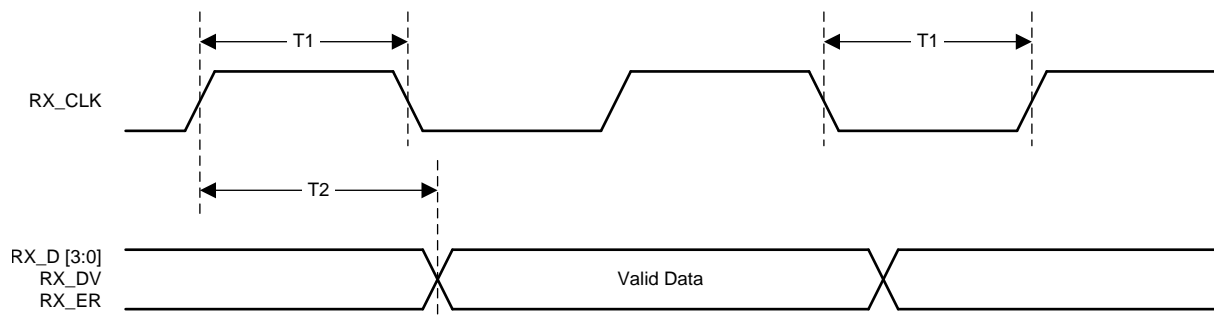 T1
T1
RX_CLK
T2
RX_D [3:0]
RX_DV
Valid Data
RX_ER